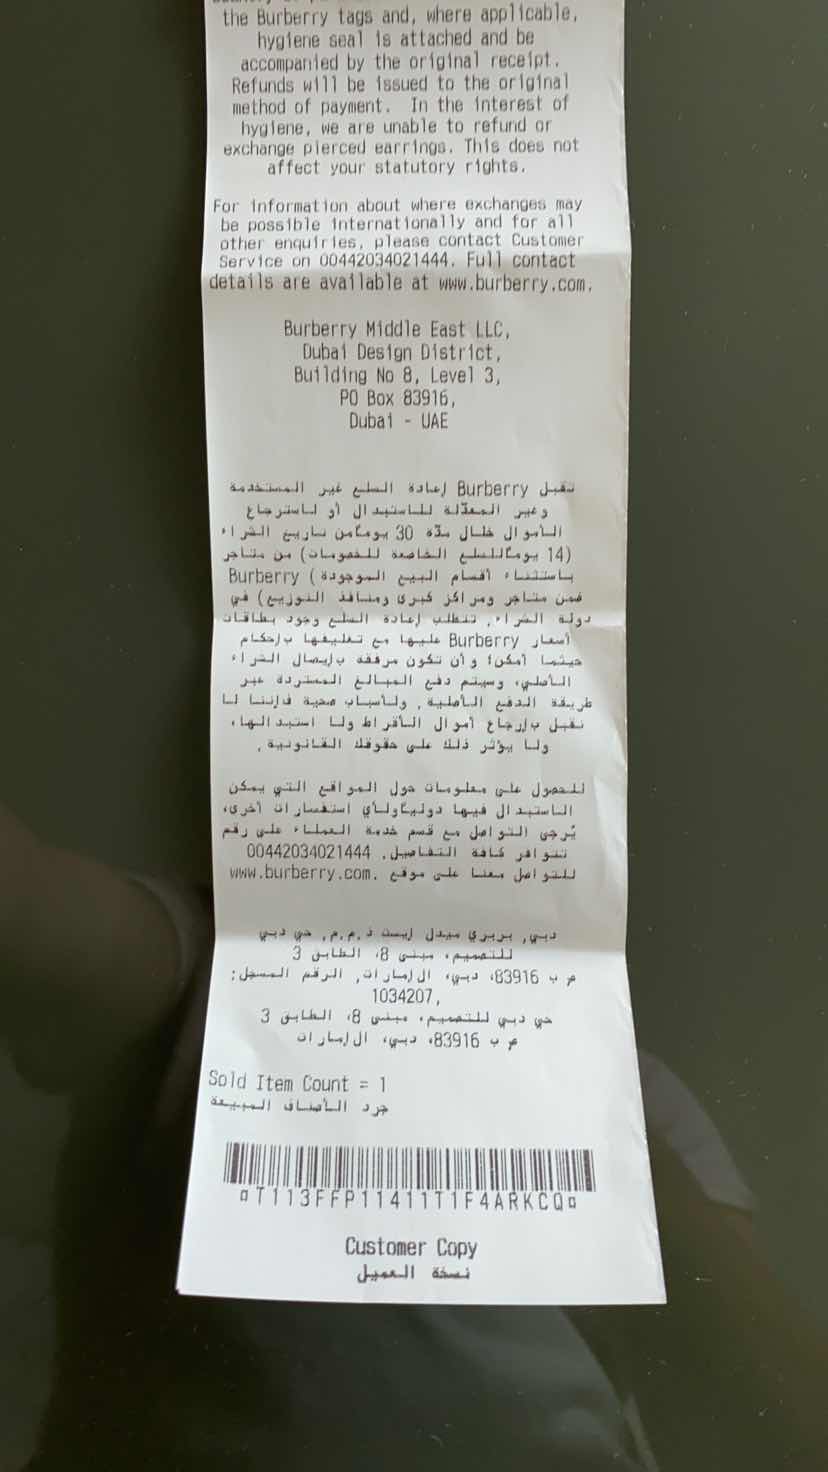 the Burberry tags and, where applicable,
hygiene seal is attached and be
accompanied by the original receipt.
Refunds will be issued to the original
method of payment. In the interest of
hygiene, we are unable to refund or
exchange pierced earrings. This does not
affect your statutory rights.
For information about where exchanges may
be possible internationally and for all
other enquiries, please contact Customer
Service on 00442034021444. Full contact
details are available at www.burberry.com.
Burberry Middle East LLC,
Dubai Design District,
Building No 8, Level 3,
PO Box 83916,
Dubai - UAE
تقبل Burberry إعادة السلع غير المستخدمة
وغير المعدّلة للاستبدال أو لاسترجاع
الأموال خلال مدّة 30 يوماًمن تاريخ الشراء
(14 يوماًللسلع الخاضعة للخصومات) من متاجر
Burberry (باستثناء أقسام البيع الموجودة
ضمن متاجر ومراكز كبرى ومنافذ التوزيع) في
دولة الشراء. تتطلب إعادة السلع وجود بطاقات
أسعار Burberry عليها مع تغليفها بإحكام
حيثما أمكن؛ وأن تكون مرفقة بإيصال الشراء
الأصلي، وسيتم دفع المبالغ المستردة عبر
طريقة الدفع الأصلية. ولأسباب صحية فإننا لا
نقبل بإرجاع أموال الأقراط ولا استبدالها،
ولا يؤثر ذلك على حقوقك القانونية.
للحصول على معلومات حول المواقع التي يمكن
الاستبدال فيها دولياًولأي استفسارات أخرى،
يُرجى التواصل مع قسم خدمة العملاء على رقم
00442034021444 .تتوافر كافة التفاصيل
للتواصل معنا على موقع .www.burberry.com
دبي, بربري ميدل إيست ذ.م.م, حي دبي
للتصميم، مبنى 8، الطابق 3
ص ب 83916، دبي، الإمارات, الرقم المسجل:
1034207,
حي دبي للتصميم، مبنى 8، الطابق 3
ص ب 83916، دبي، الإمارات
Sold Item Count = 1
جرد الأصناف المبيعة
¤T113FFP11411T1F4ARKCQ¤
Customer Copy
نسخة العميل